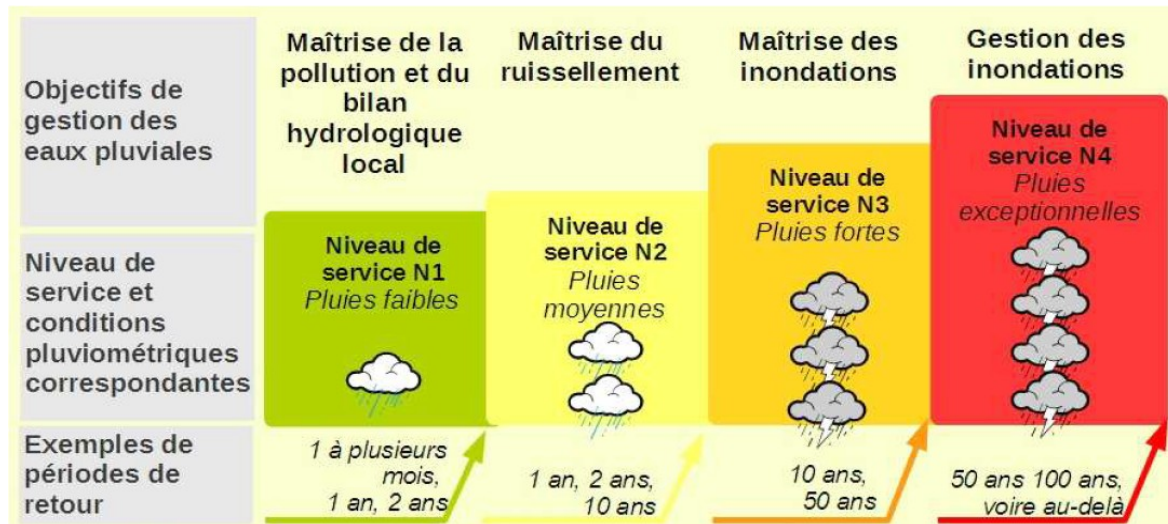 Objectifs de
gestion des
eaux pluviales
Maîtrise de la
pollution et du
bilan
hydrologique
local
Maîtrise du
ruissellement
Maîtrise des
inondations
Gestion des
inondations
Niveau de
service et
conditions
pluviométriques
correspondantes
Niveau de
service N1
Pluies faibles
Niveau de
service N2
Pluies
moyennes
Niveau de
service N3
Pluies fortes
Niveau de
service N4
Pluies
exceptionnelles
Exemples de
périodes de
retour
1 à plusieurs
mois,
1 an, 2 ans
1 an, 2 ans,
10 ans
10 ans,
50 ans
50 ans 100 ans,
voire au-delà